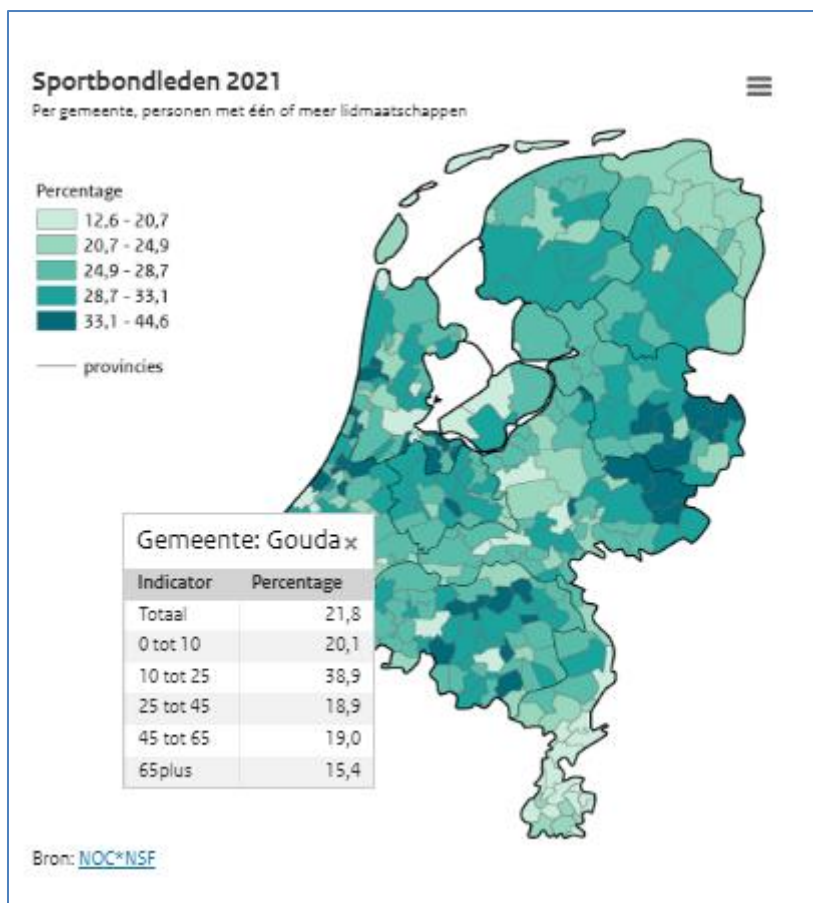 Sportbondleden 2021
Per gemeente, personen met één of meer lidmaatschappen
Percentage
12,6 - 20,7
20,7 - 24,9
24,9 - 28,7
28,7 - 33,1
33,1 - 44,6
provincies
Gemeente: Gouda x
Indicator Percentage
Totaal 21,8
0 tot 10 20,1
10 tot 25 38,9
25 tot 45 18,9
45 tot 65 19,0
65plus 15,4
Bron: NOC*NSF